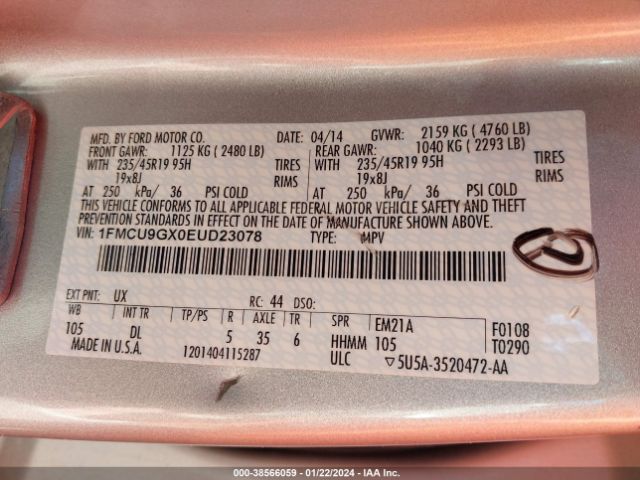 MFD. BY FORD MOTOR CO. DATE: 04/14 GVWR: 2159 KG ( 4760 LB)
FRONT GAWR: 1125 KG ( 2480 LB) REAR GAWR: 1040 KG ( 2293 LB)
WITH 235/45R19 95H TIRES WITH 235/45R19 95H TIRES
19x8J RIMS 19x8J RIMS
AT 250 kPa/ 36 PSI COLD AT 250 kPa/ 36 PSI COLD
THIS VEHICLE CONFORMS TO ALL APPLICABLE FEDERAL MOTOR VEHICLE SAFETY AND THEFT
PREVENTION STANDARDS IN EFFECT ON THE DATE OF MANUFACTURE SHOWN ABOVE.
VIN: 1FMCU9GX0EUD23078 TYPE: MPV
EXT PNT: UX RC: 44 DSO:
WB INT TR TP/PS R AXLE TR SPR EM21A F0108
105 DL 5 35 6 HHMM 105 T0290
MADE IN U.S.A. 1201404115287 ULC ▽5U5A-3520472-AA
000-38566059 - 01/22/2024 - IAA Inc.